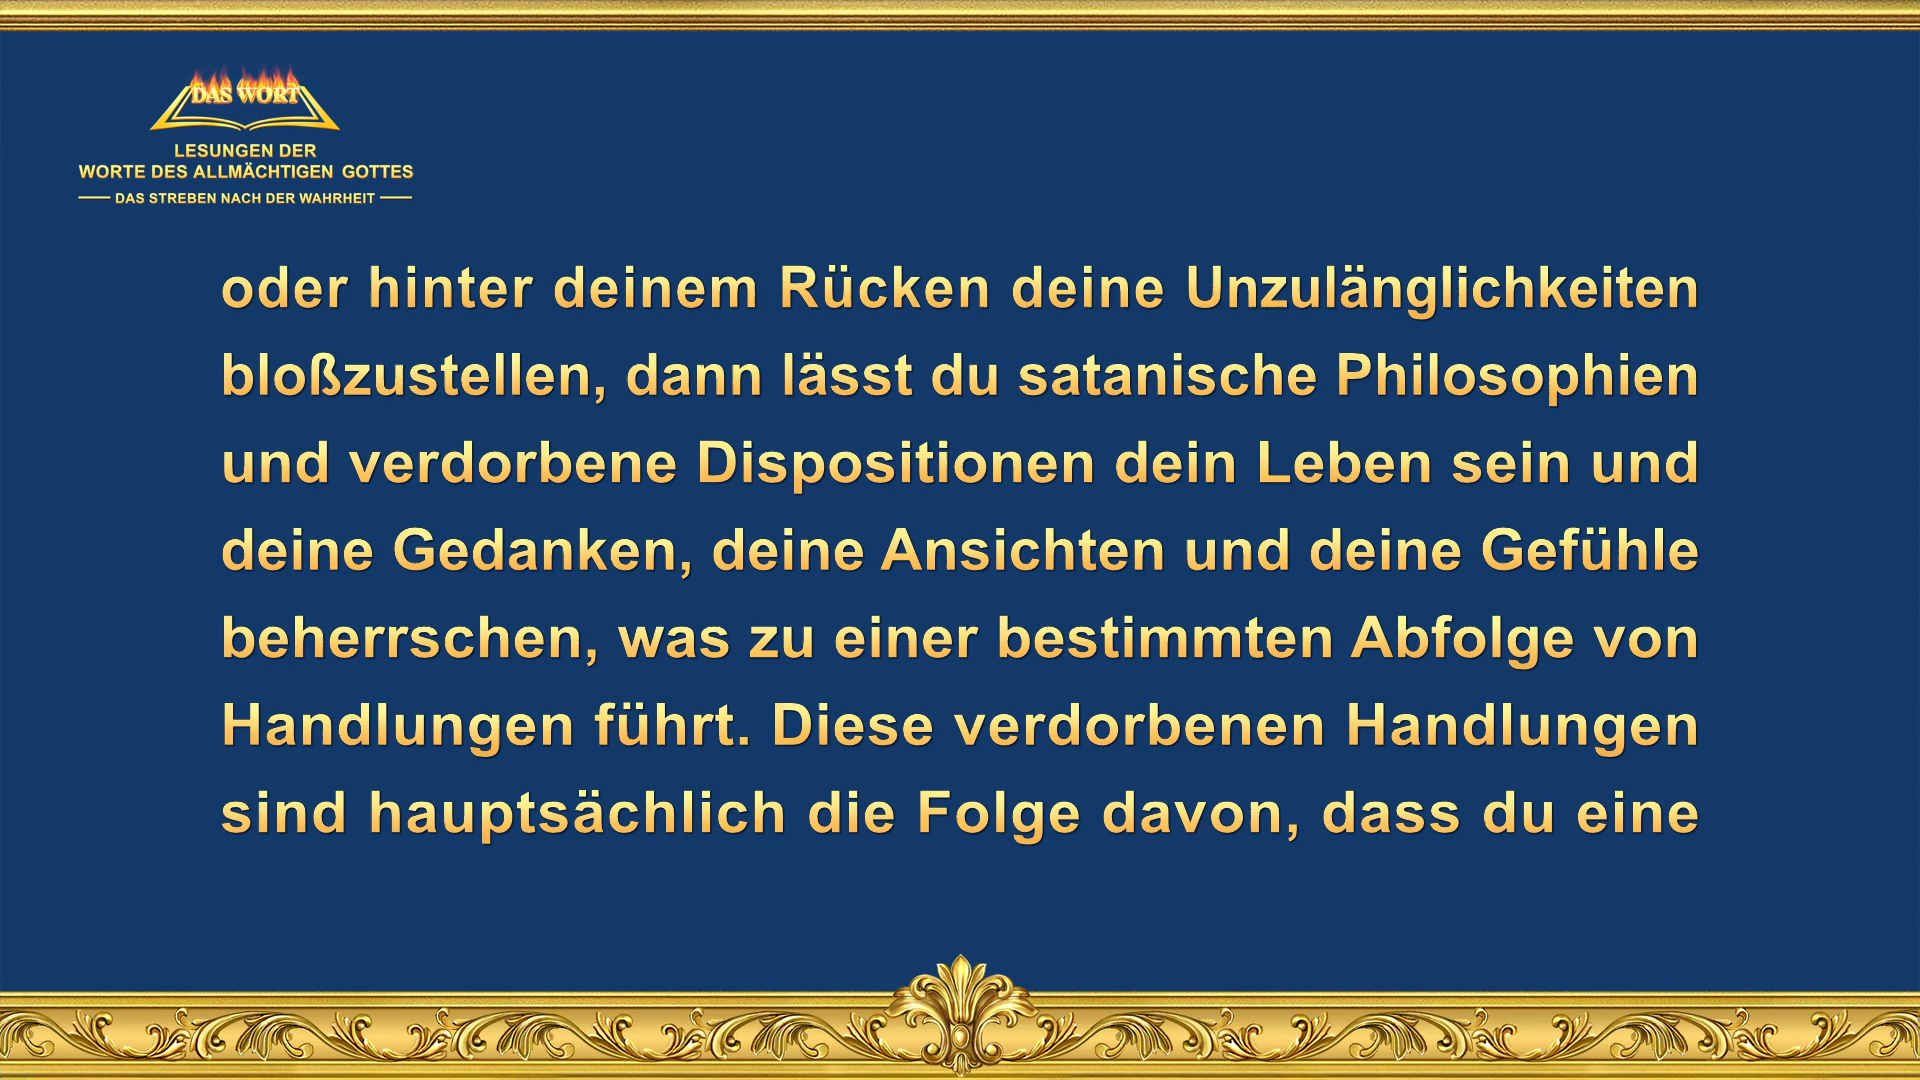 DAS WORT
LESUNGEN DER
WORTE DES ALLMÄCHTIGEN GOTTES
DAS STREBEN NACH DER WAHRHEIT
oder hinter deinem Rücken deine Unzulänglichkeiten
bloßzustellen, dann lässt du satanische Philosophien
und verdorbene Dispositionen dein Leben sein und
deine Gedanken, deine Ansichten und deine Gefühle
beherrschen, was zu einer bestimmten Abfolge von
Handlungen führt. Diese verdorbenen Handlungen
sind hauptsächlich die Folge davon, dass du eine